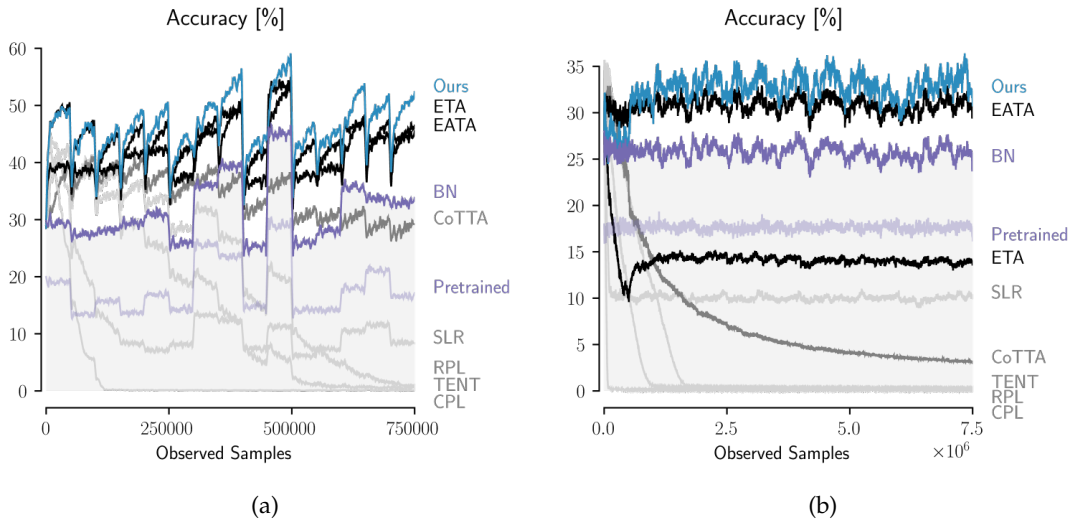 Accuracy [%]
60
50
40
30
20
10
0
0
250000
500000
750000
Observed Samples
Ours
ETA
EATA
BN
CoTTA
Pretrained
SLR
RPL
TENT
CPL
(a)
Accuracy [%]
35
30
25
20
15
10
5
0
0.0
2.5
5.0
7.5
×10⁶
Observed Samples
Ours
EATA
BN
Pretrained
ETA
SLR
CoTTA
TENT
RPL
CPL
(b)